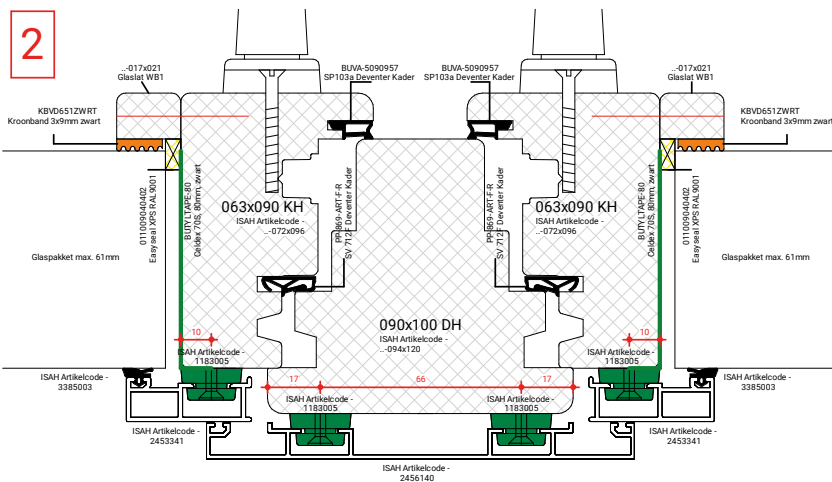 2
..-017x021
Glaslat WB1
KBVD651ZWRT
Kroonband 3x9mm zwart
BUVA-5090957
SP103a Deventer Kader
BUVA-5090957
SP103a Deventer Kader
..-017x021
Glaslat WB1
KBVD651ZWRT
Kroonband 3x9mm zwart
011009040402
Easyseal XPS RAL9001
BUTYLTAPE-80
Celdex 70S, 80mm, zwart
063x090 KH
ISAH Artikelcode -
..-072x096
PP-869-ART-F-R
SV 712F Deventer Kader
PP-869-ART-F-R
SV 712F Deventer Kader
063x090 KH
ISAH Artikelcode -
..-072x096
BUTYLTAPE-80
Celdex 70S, 80mm, zwart
011009040402
Easyseal XPS RAL9001
Glaspakket max. 61mm
Glaspakket max. 61mm
090x100 DH
ISAH Artikelcode -
..-094x120
10
ISAH Artikelcode -
1183005
10
ISAH Artikelcode -
1183005
ISAH Artikelcode -
3385003
17
66
17
ISAH Artikelcode -
3385003
ISAH Artikelcode -
1183005
ISAH Artikelcode -
1183005
ISAH Artikelcode -
2453341
ISAH Artikelcode -
2453341
ISAH Artikelcode -
2456140